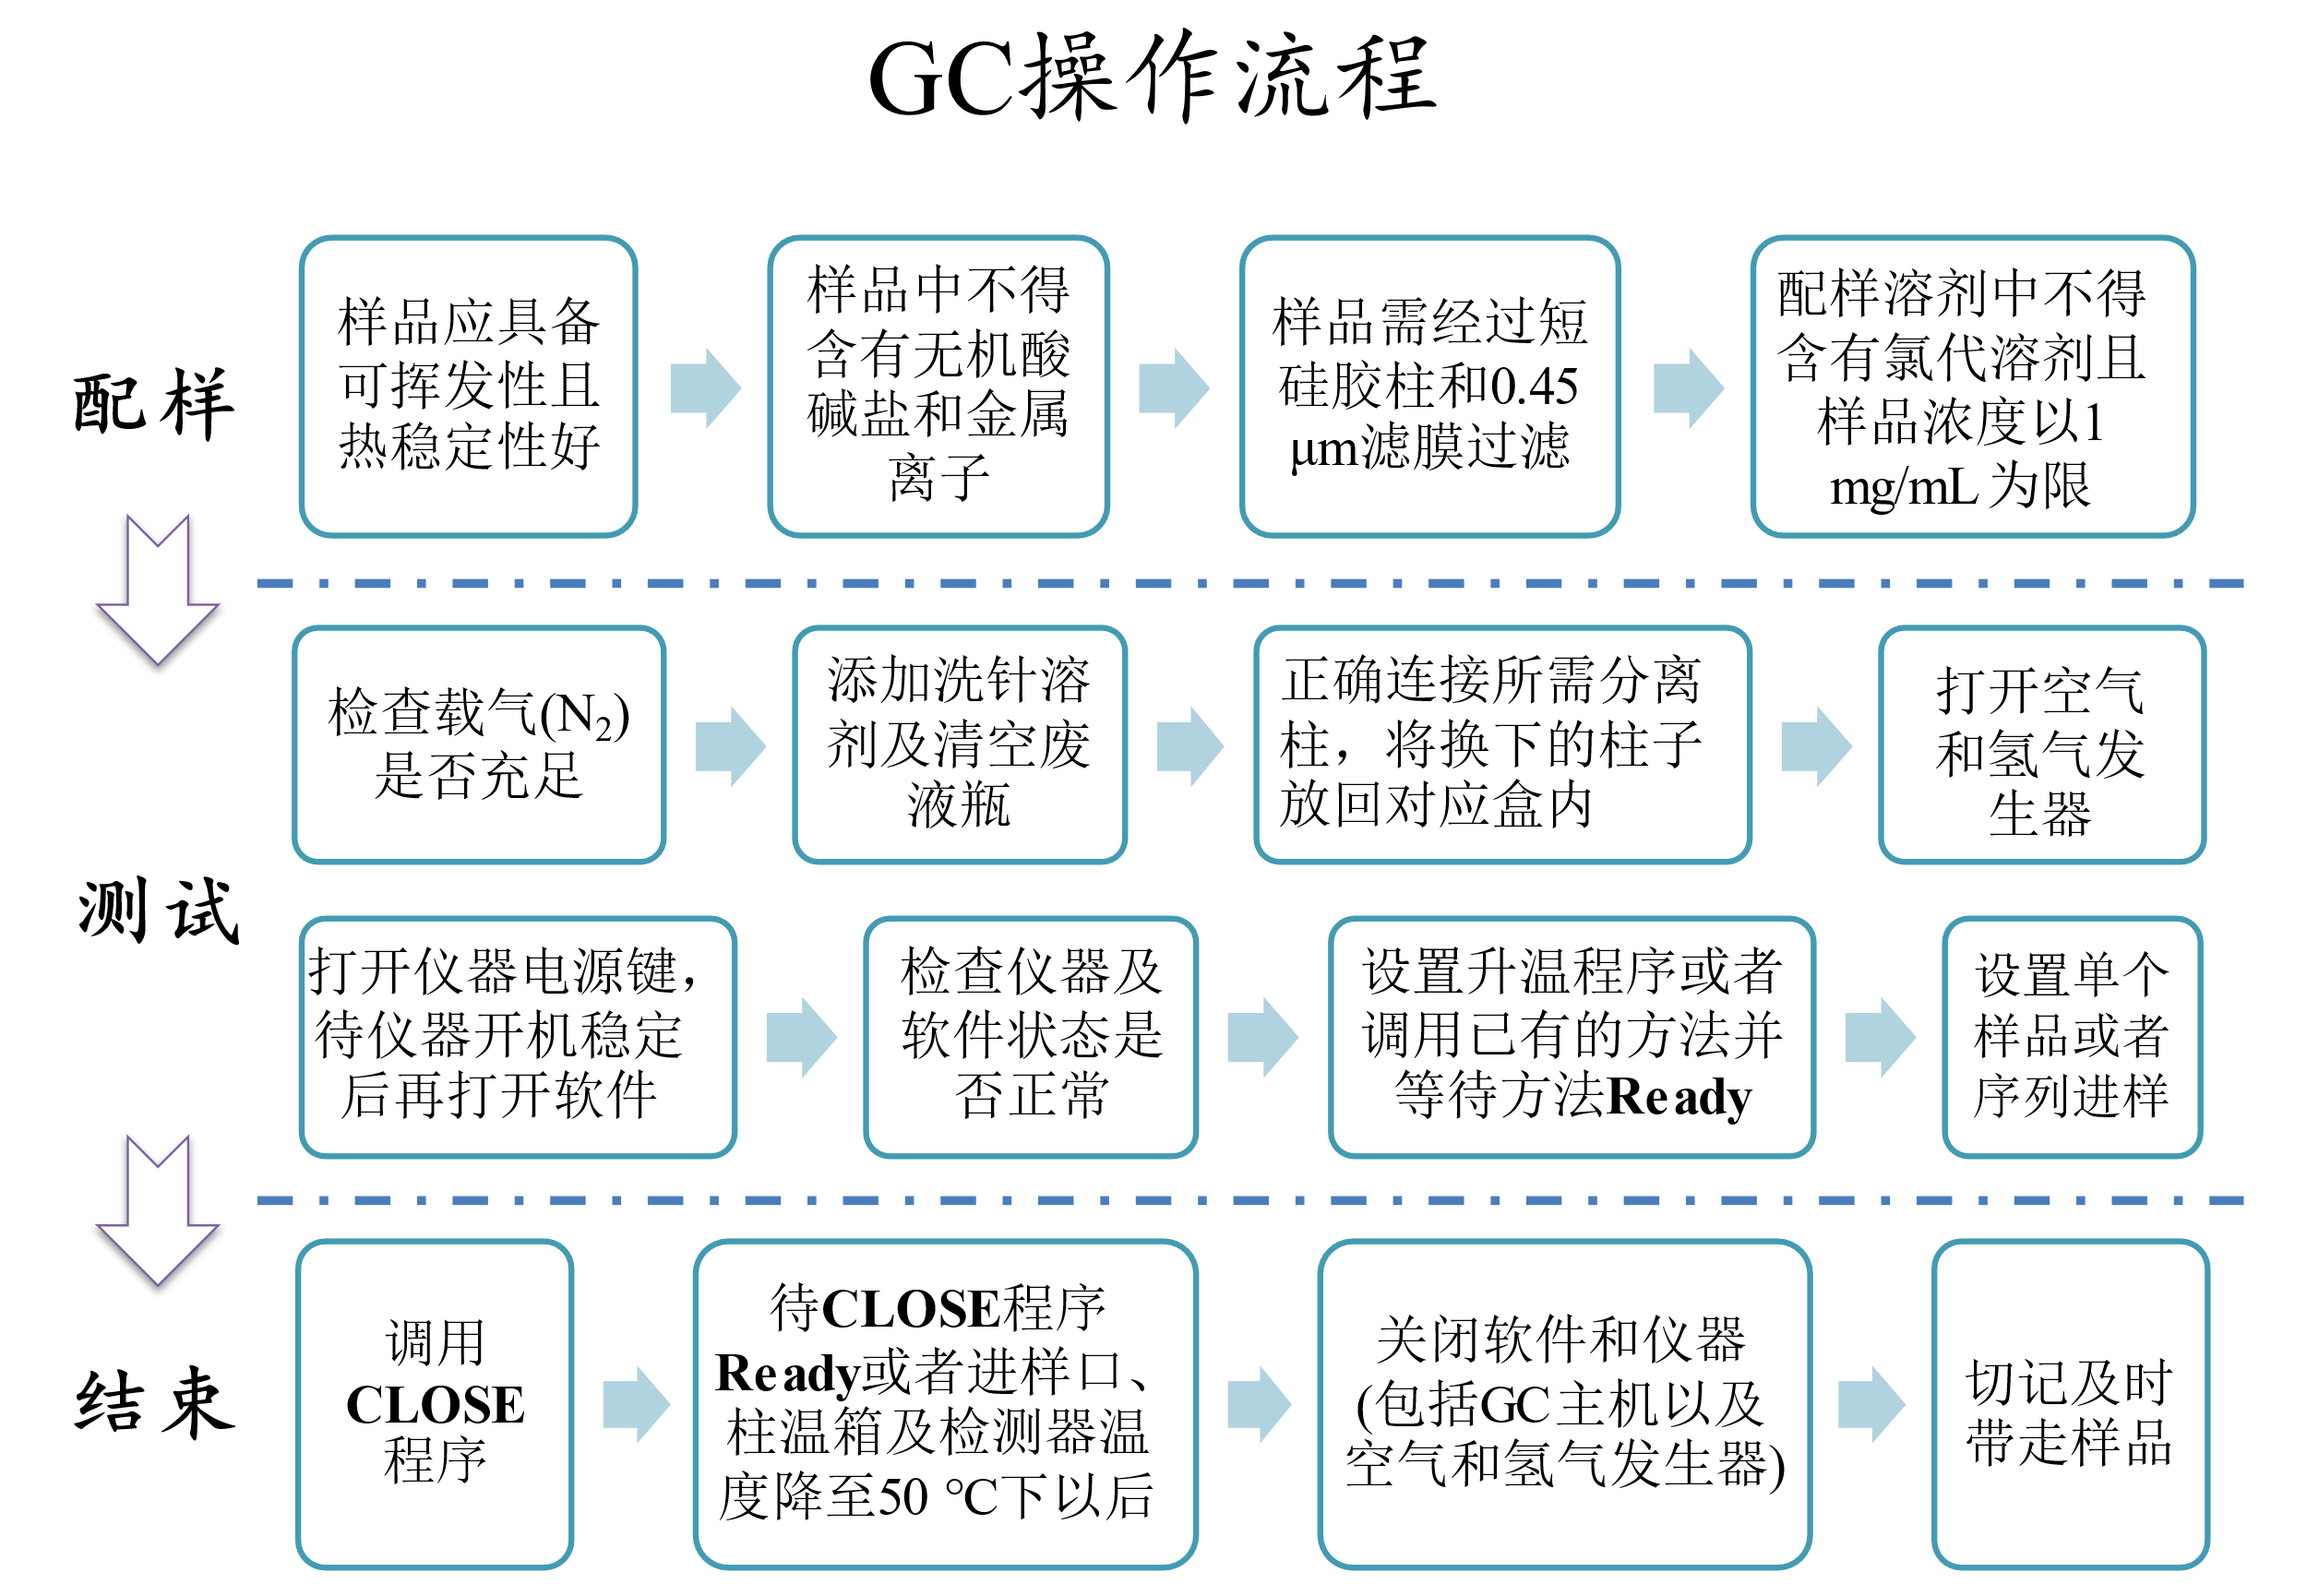 GC操作流程
配样
样品应具备
可挥发性且
热稳定性好
样品中不得
含有无机酸
碱盐和金属
离子
样品需经过短
硅胶柱和0.45
μm滤膜过滤
配样溶剂中不得
含有氯代溶剂且
样品浓度以1
mg/mL 为限
测试
检查载气(N₂)
是否充足
添加洗针溶
剂及清空废
液瓶
正确连接所需分离
柱，将换下的柱子
放回对应盒内
打开空气
和氢气发
生器
打开仪器电源键，
待仪器开机稳定
后再打开软件
检查仪器及
软件状态是
否正常
设置升温程序或者
调用已有的方法并
等待方法Ready
设置单个
样品或者
序列进样
结束
调用
CLOSE
程序
待CLOSE程序
Ready或者进样口、
柱温箱及检测器温
度降至50 °C下以后
关闭软件和仪器
(包括GC主机以及
空气和氢气发生器)
切记及时
带走样品